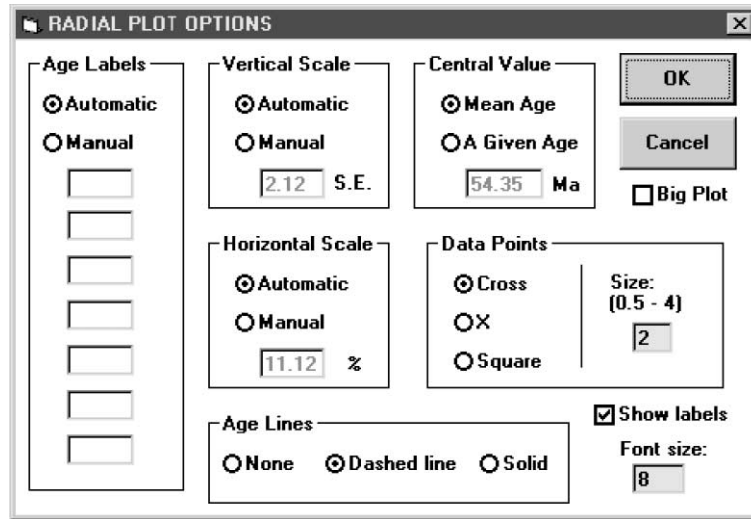 RADIAL PLOT OPTIONS
Age Labels
Automatic
Manual
Vertical Scale
Automatic
Manual
2.12 S.E.
Central Value
Mean Age
A Given Age
54.35 Ma
OK
Cancel
Big Plot
Horizontal Scale
Automatic
Manual
11.12 %
Data Points
Cross
X
Square
Size:
(0.5 - 4)
2
Age Lines
None Dashed line Solid
Show labels
Font size:
8